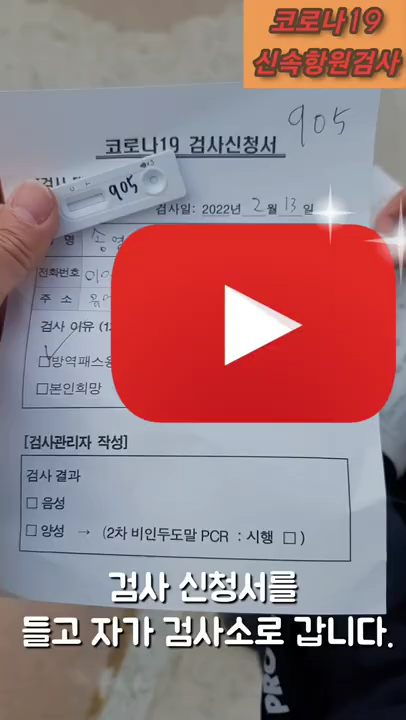 코로나19
신속항원검사
905
코로나19 검사신청서
905
검사일: 2022년 2월 13일
명 송영
전화번호
주 소
검사 이유
□방역패스용
□본인희망
[검사관리자 작성]
검사 결과
□ 음성
□ 양성 → (2차 비인두도말 PCR : 시행 □)
검사 신청서를
들고 자가 검사소로 갑니다.
PRO